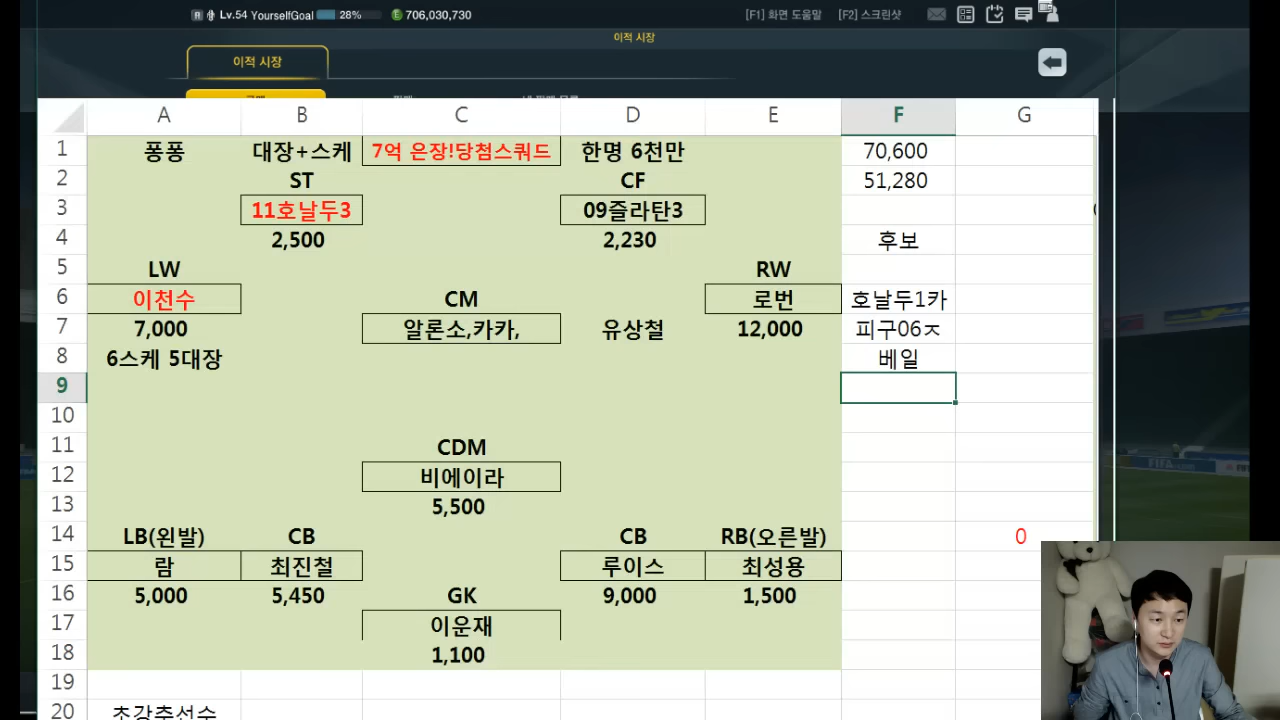 Lv.54 YourselfGoal 28% 706,030,730 [F1] 화면 도움말 [F2] 스크린샷
이적 시장
이적 시장
A B C D E F G
1 퐁퐁 대장+스케 7억 은장!당첨스쿼드 한명 6천만 70,600
2 ST CF 51,280
3 11호날두3 09즐라탄3
4 2,500 2,230 후보
5 LW RW
6 이천수 CM 로번 호날두1카
7 7,000 알론소,카카, 유상철 12,000 피구06ㅈ
8 6스케 5대장 베일
9
10
11 CDM
12 비에이라
13 5,500
14 LB(왼발) CB CB RB(오른발) 0
15 람 최진철 루이스 최성용
16 5,000 5,450 GK 9,000 1,500
17 이운재
18 1,100
19
20 초강추선수
FIFA